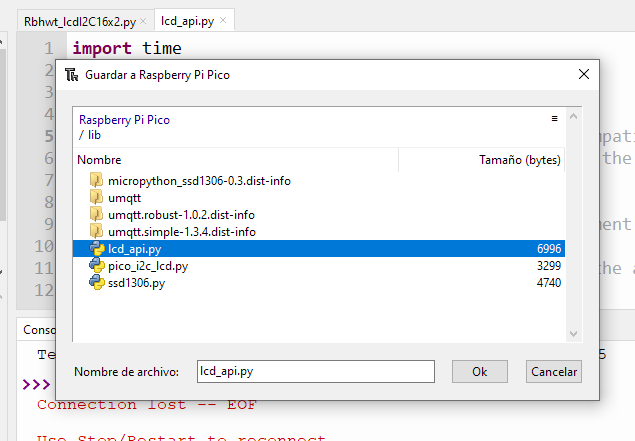 Rbhwt_lcdI2C16x2.py × lcd_api.py ×
1 import time
Guardar a Raspberry Pi Pico
Raspberry Pi Pico
/ lib
Nombre Tamaño (bytes)
micropython_ssd1306-0.3.dist-info
umqtt
umqtt.robust-1.0.2.dist-info
umqtt.simple-1.3.4.dist-info
lcd_api.py 6996
pico_i2c_lcd.py 3299
ssd1306.py 4740
Nombre de archivo: lcd_api.py Ok Cancelar
2
3
4
5
6 the
7
8
9 ment
10
11 the a
12
Conso
>>>
Connection lost -- EOF
Use Stop/Restart to reconnect